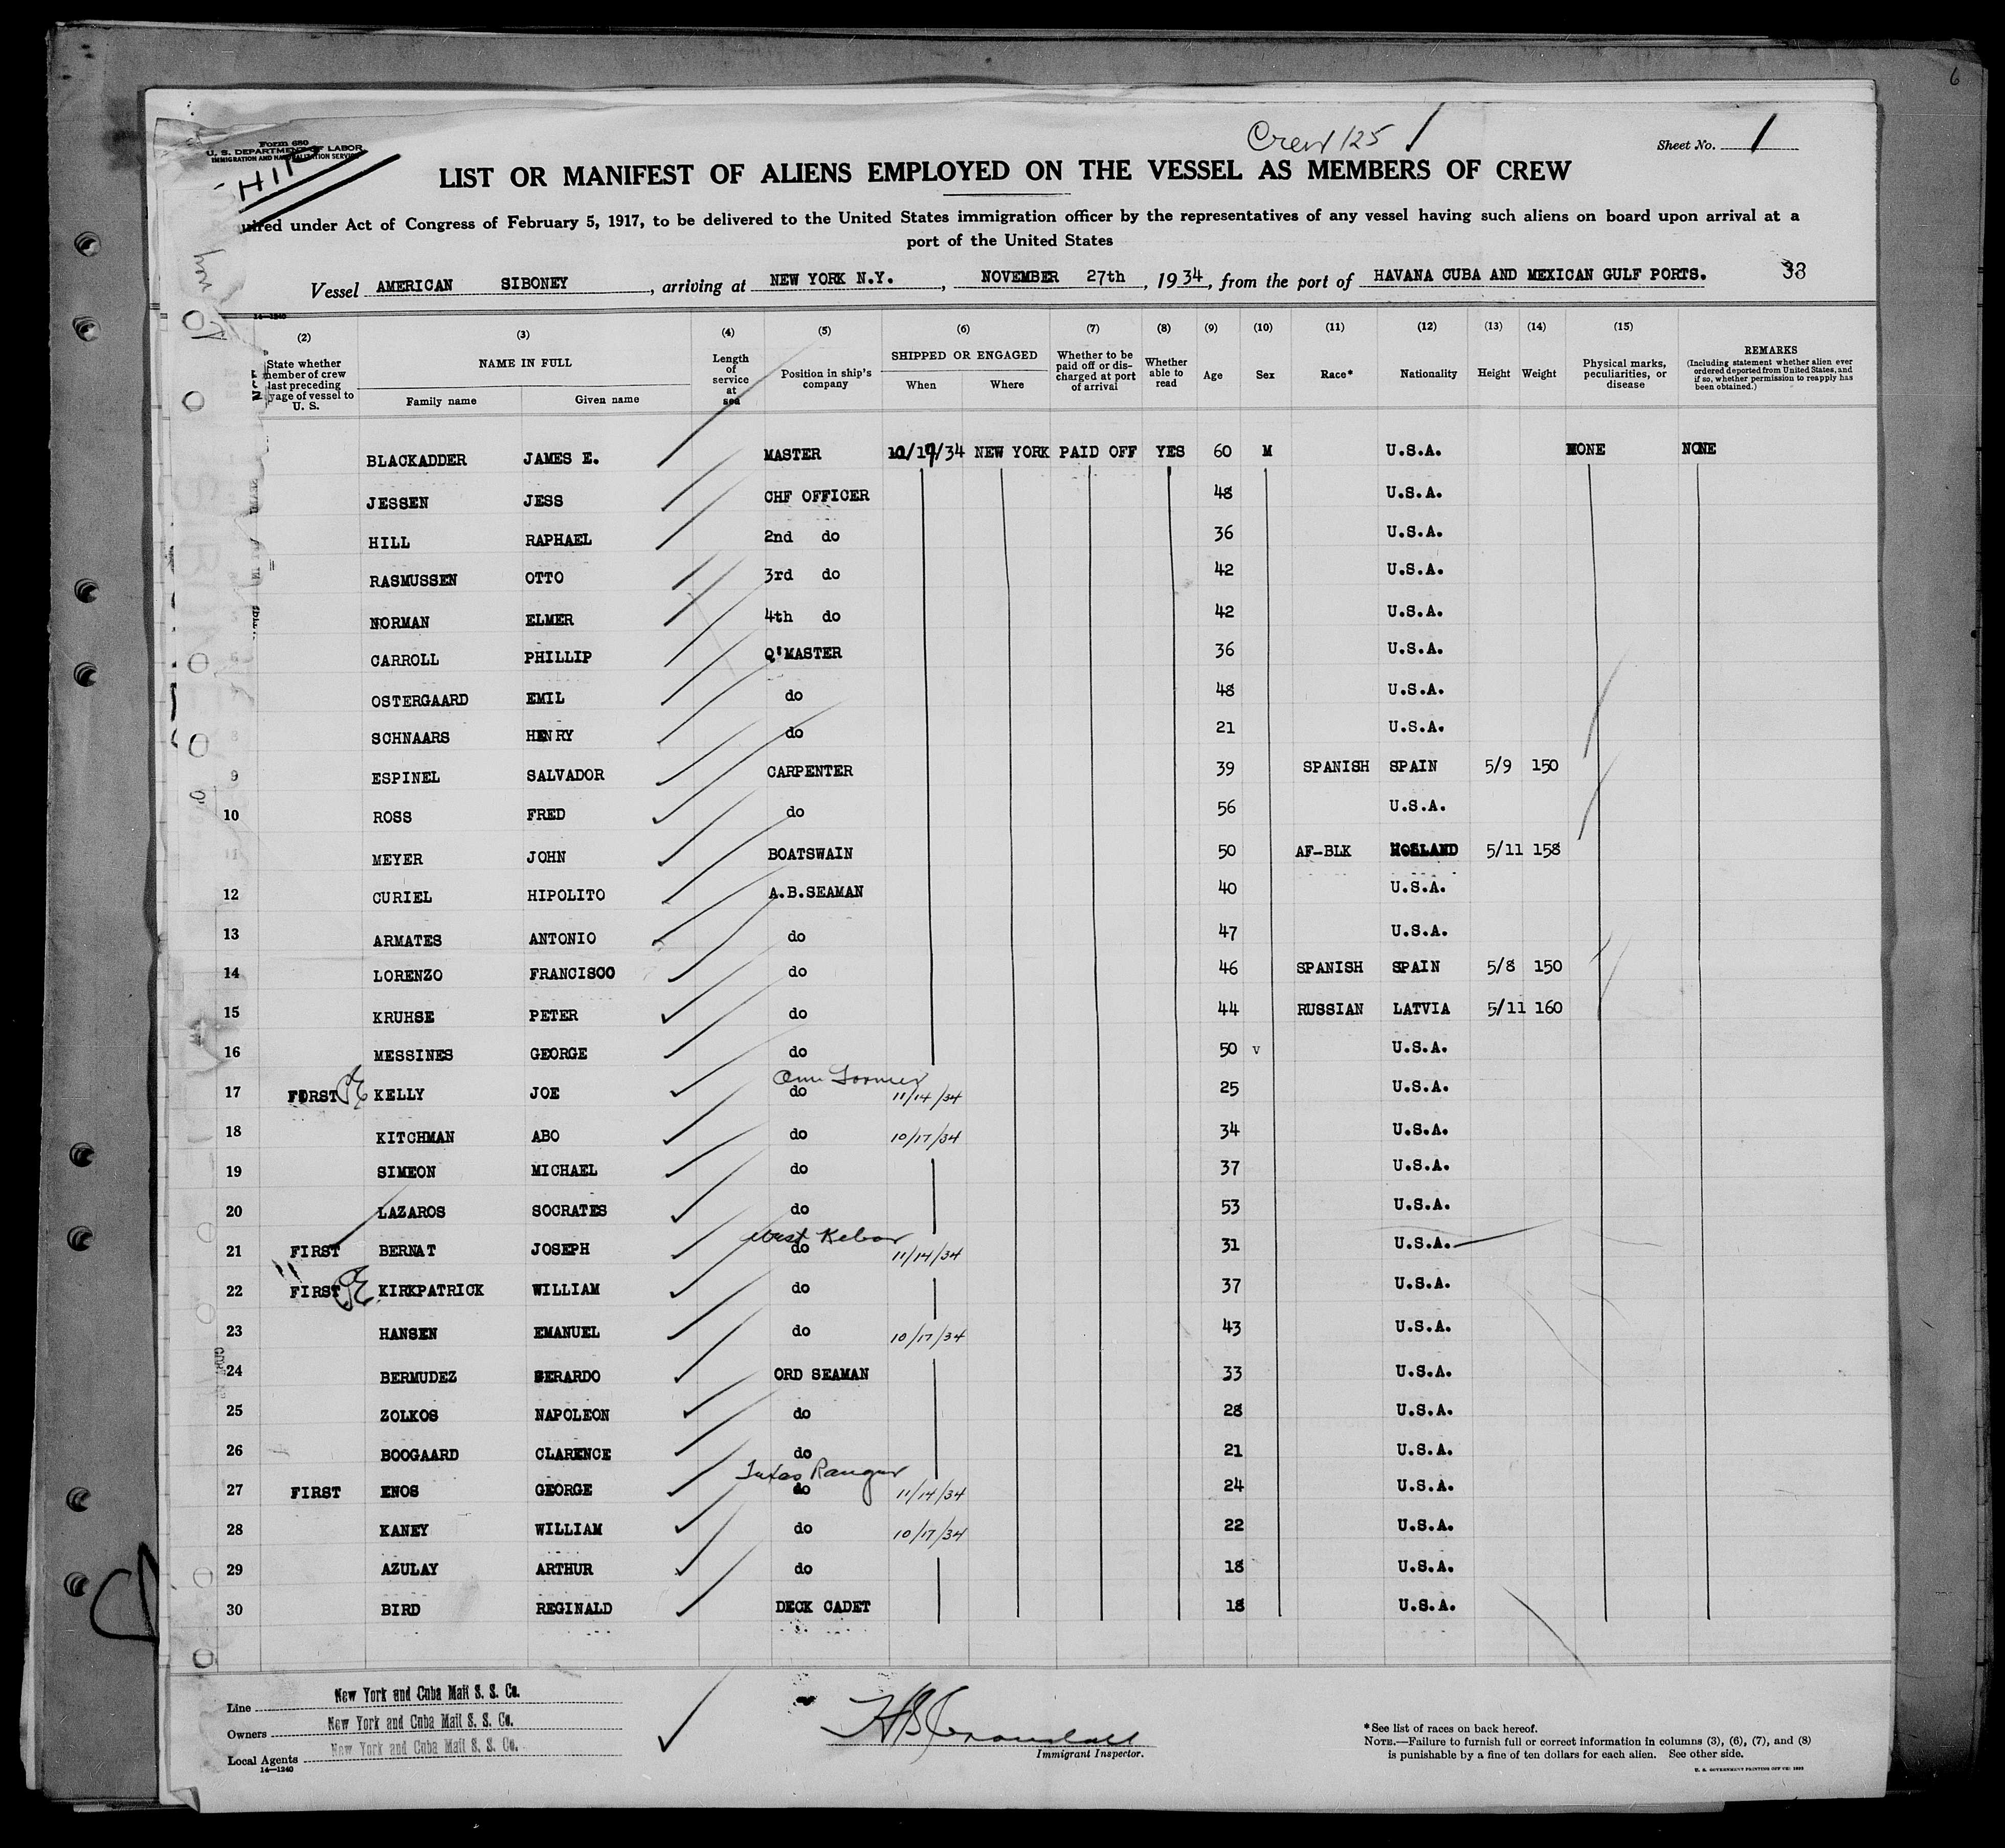 6
Crew 125
Form 680
U. S. DEPARTMENT OF LABOR
IMMIGRATION AND NATURALIZATION SERVICE
Sheet No. 1
LIST OR MANIFEST OF ALIENS EMPLOYED ON THE VESSEL AS MEMBERS OF CREW
uired under Act of Congress of February 5, 1917, to be delivered to the United States immigration officer by the representatives of any vessel having such aliens on board upon arrival at a
port of the United States
33
Vessel AMERICAN SIBONEY, arriving at NEW YORK N.Y., NOVEMBER 27th, 1934, from the port of HAVANA CUBA AND MEXICAN GULF PORTS.
14—1240
(2) (3) (4) (5) (6) (7) (8) (9) (10) (11) (12) (13) (14) (15)
State whether member of crew last preceding yage of vessel to U. S.
NAME IN FULL
Family name Given name
Length of service at sea
Position in ship's company
SHIPPED OR ENGAGED
When Where
Whether to be paid off or discharged at port of arrival
Whether able to read
Age Sex Race* Nationality Height Weight
Physical marks, peculiarities, or disease
REMARKS
(Including statement whether alien ever ordered deported from United States, and if so, whether permission to reapply has been obtained.)
BLACKADDER JAMES E. MASTER 10/17/34 NEW YORK PAID OFF YES 60 M U.S.A. NONE NONE
JESSEN JESS CHF OFFICER 48 U.S.A.
HILL RAPHAEL 2nd do 36 U.S.A.
RASMUSSEN OTTO 3rd do 42 U.S.A.
NORMAN ELMER 4th do 42 U.S.A.
CARROLL PHILLIP Q'MASTER 36 U.S.A.
OSTERGAARD EMIL do 48 U.S.A.
8 SCHNAARS HENRY do 21 U.S.A.
9 ESPINEL SALVADOR CARPENTER 39 SPANISH SPAIN 5/9 150
10 ROSS FRED do 56 U.S.A.
11 MEYER JOHN BOATSWAIN 50 AF-BLK HOLLAND 5/11 158
12 CURIEL HIPOLITO A.B.SEAMAN 40 U.S.A.
13 ARMATES ANTONIO do 47 U.S.A.
14 LORENZO FRANCISCO do 46 SPANISH SPAIN 5/8 150
15 KRUHSE PETER do 44 RUSSIAN LATVIA 5/11 160
16 MESSINES GEORGE do 50 v U.S.A.
17 FIRST KELLY JOE do 11/14/34 25 U.S.A.
18 KITCHMAN ABO do 10/17/34 34 U.S.A.
19 SIMEON MICHAEL do 37 U.S.A.
20 LAZAROS SOCRATES do 53 U.S.A.
West Kebar
21 FIRST BERNAT JOSEPH do 11/14/34 31 U.S.A.
22 FIRST KIRKPATRICK WILLIAM do 37 U.S.A.
23 HANSEN EMANUEL do 10/17/34 43 U.S.A.
24 BERMUDEZ GERARDO ORD SEAMAN 33 U.S.A.
25 ZOLKOS NAPOLEON do 28 U.S.A.
26 BOOGAARD CLARENCE do 21 U.S.A.
Texas Ranger
27 FIRST ENOS GEORGE do 11/14/34 24 U.S.A.
28 KANEY WILLIAM do 10/17/34 22 U.S.A.
29 AZULAY ARTHUR do 18 U.S.A.
30 BIRD REGINALD DECK CADET 18 U.S.A.
Line New York and Cuba Mail S. S. Co.
Owners New York and Cuba Mail S. S. Co.
Local Agents New York and Cuba Mail S. S. Co.
14—1240
Immigrant Inspector.
*See list of races on back hereof.
NOTE.—Failure to furnish full or correct information in columns (3), (6), (7), and (8)
is punishable by a fine of ten dollars for each alien. See other side.